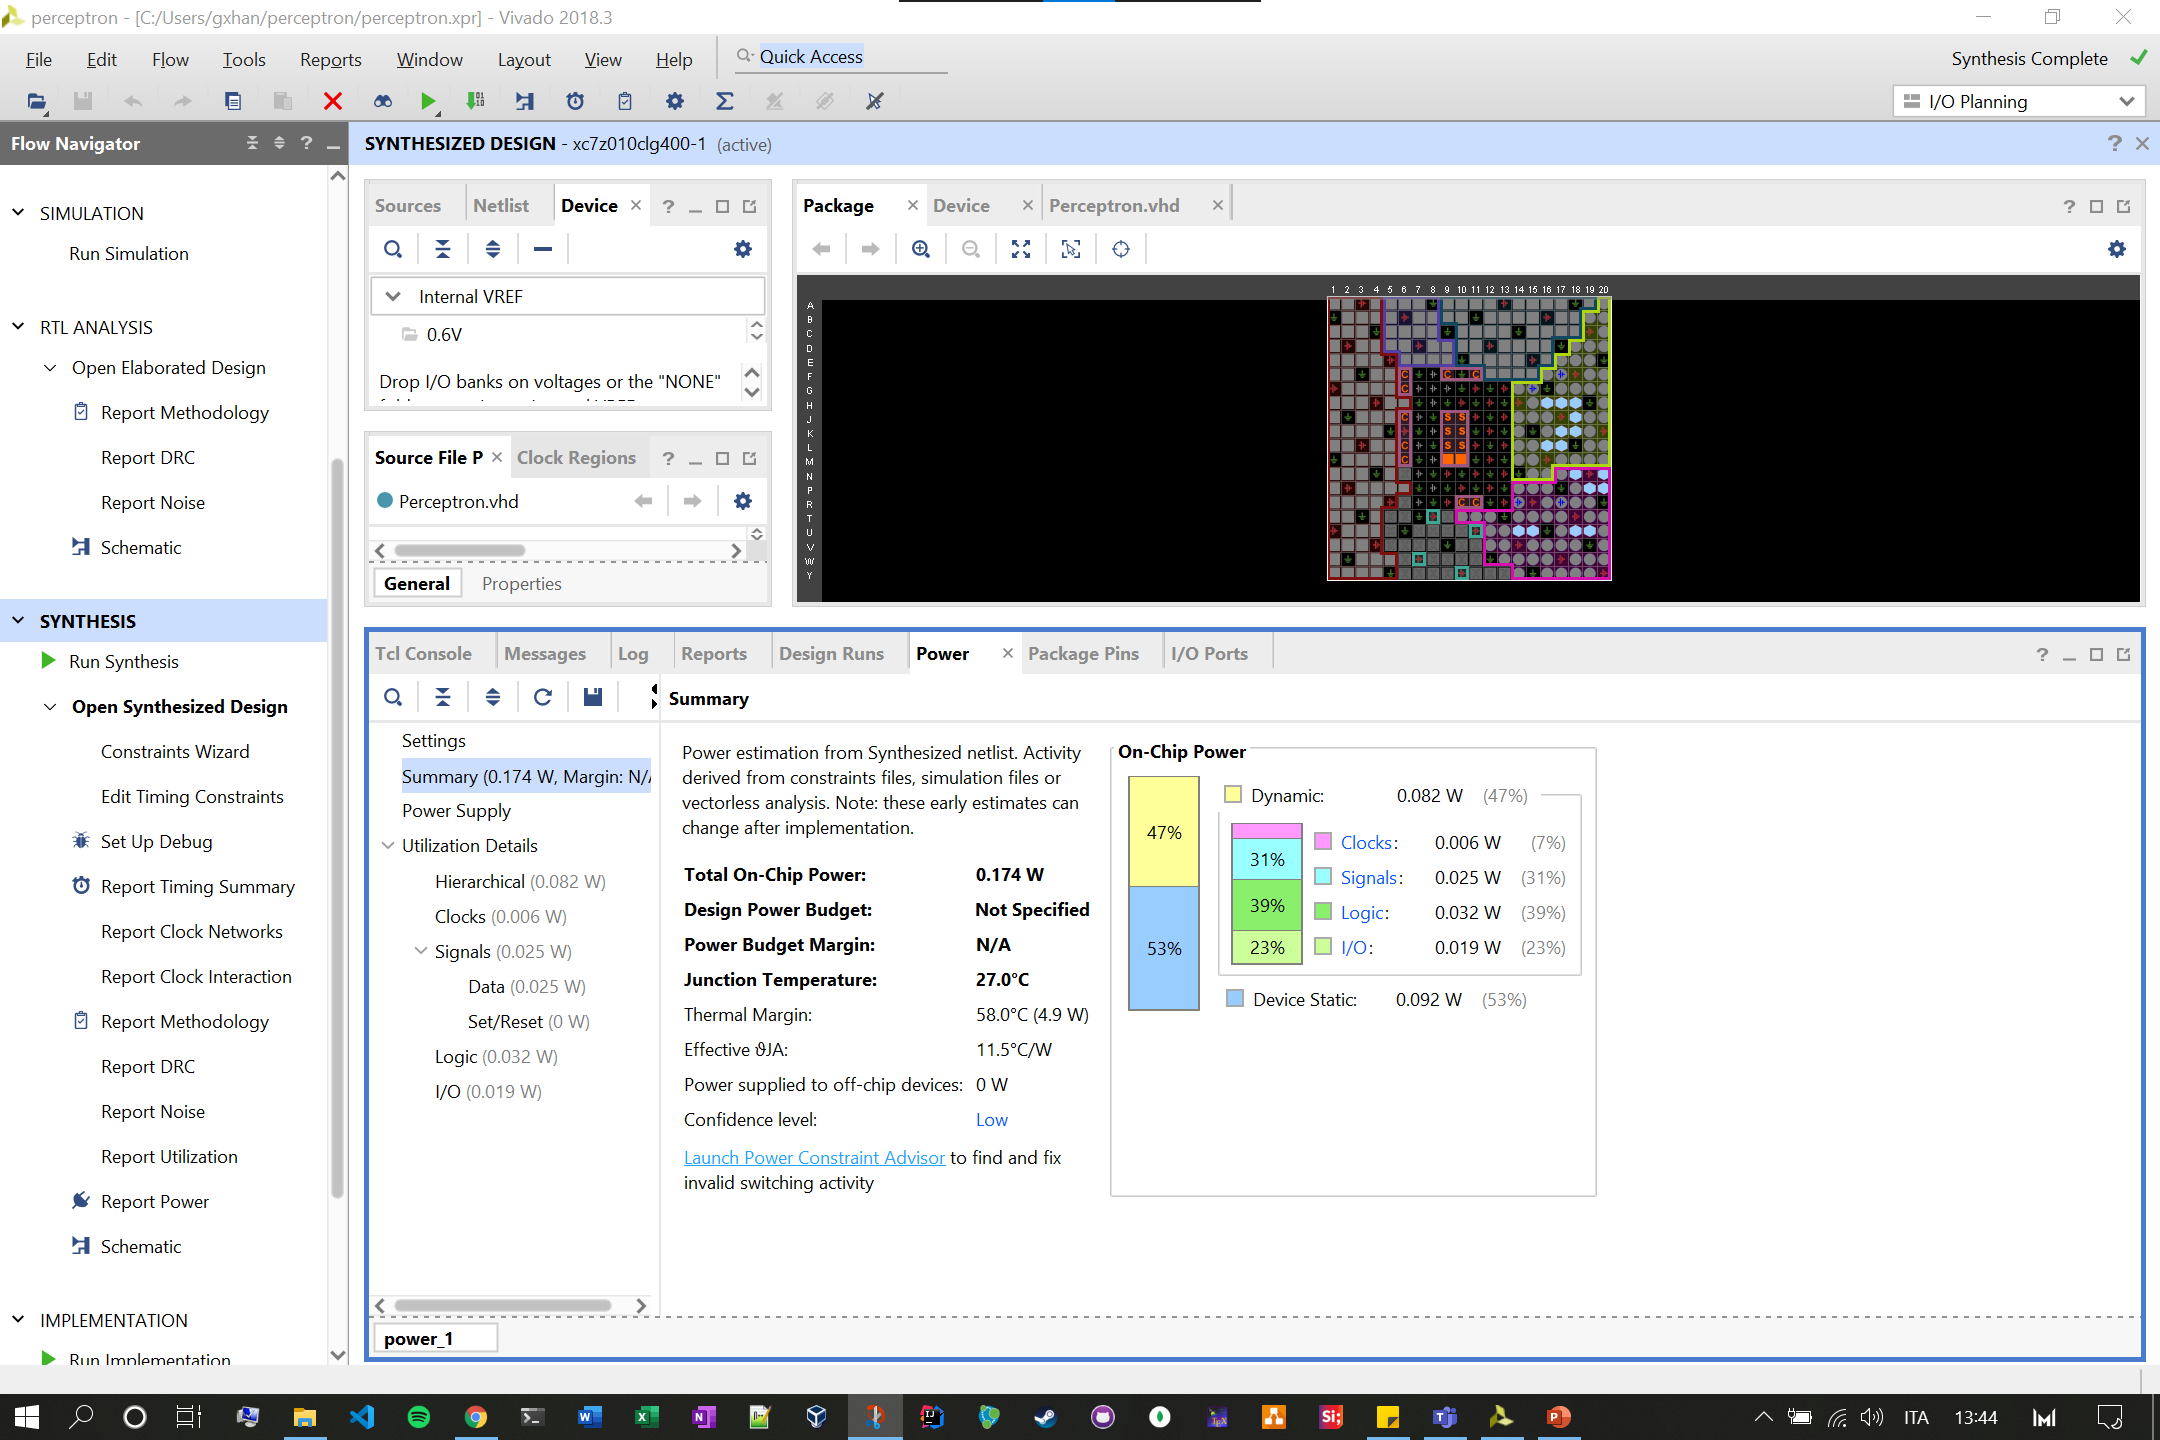 perceptron - [C:/Users/gxhan/perceptron/perceptron.xpr] - Vivado 2018.3
File Edit Flow Tools Reports Window Layout View Help Quick Access
Synthesis Complete
I/O Planning
Flow Navigator
SIMULATION
Run Simulation
RTL ANALYSIS
Open Elaborated Design
Report Methodology
Report DRC
Report Noise
Schematic
SYNTHESIS
Run Synthesis
Open Synthesized Design
Constraints Wizard
Edit Timing Constraints
Set Up Debug
Report Timing Summary
Report Clock Networks
Report Clock Interaction
Report Methodology
Report DRC
Report Noise
Report Utilization
Report Power
Schematic
IMPLEMENTATION
Run Implementation
SYNTHESIZED DESIGN - xc7z010clg400-1 (active)
Sources Netlist Device
Internal VREF
0.6V
Drop I/O banks on voltages or the "NONE"
Source File P Clock Regions
Perceptron.vhd
General Properties
Package Device Perceptron.vhd
1 2 3 4 5 6 7 8 9 10 11 12 13 14 15 16 17 18 19 20
A
B
C
D
E
F
G
H
J
K
L
M
N
P
R
T
U
V
W
Y
Tcl Console Messages Log Reports Design Runs Power Package Pins I/O Ports
Summary
Settings
Summary (0.174 W, Margin: N/
Power Supply
Utilization Details
Hierarchical (0.082 W)
Clocks (0.006 W)
Signals (0.025 W)
Data (0.025 W)
Set/Reset (0 W)
Logic (0.032 W)
I/O (0.019 W)
power_1
Power estimation from Synthesized netlist. Activity
derived from constraints files, simulation files or
vectorless analysis. Note: these early estimates can
change after implementation.
Total On-Chip Power: 0.174 W
Design Power Budget: Not Specified
Power Budget Margin: N/A
Junction Temperature: 27.0°C
Thermal Margin: 58.0°C (4.9 W)
Effective ϑJA: 11.5°C/W
Power supplied to off-chip devices: 0 W
Confidence level: Low
Launch Power Constraint Advisor to find and fix
invalid switching activity
On-Chip Power
47%
53%
Dynamic: 0.082 W (47%)
31%
39%
23%
Clocks: 0.006 W (7%)
Signals: 0.025 W (31%)
Logic: 0.032 W (39%)
I/O: 0.019 W (23%)
Device Static: 0.092 W (53%)
ITA 13:44